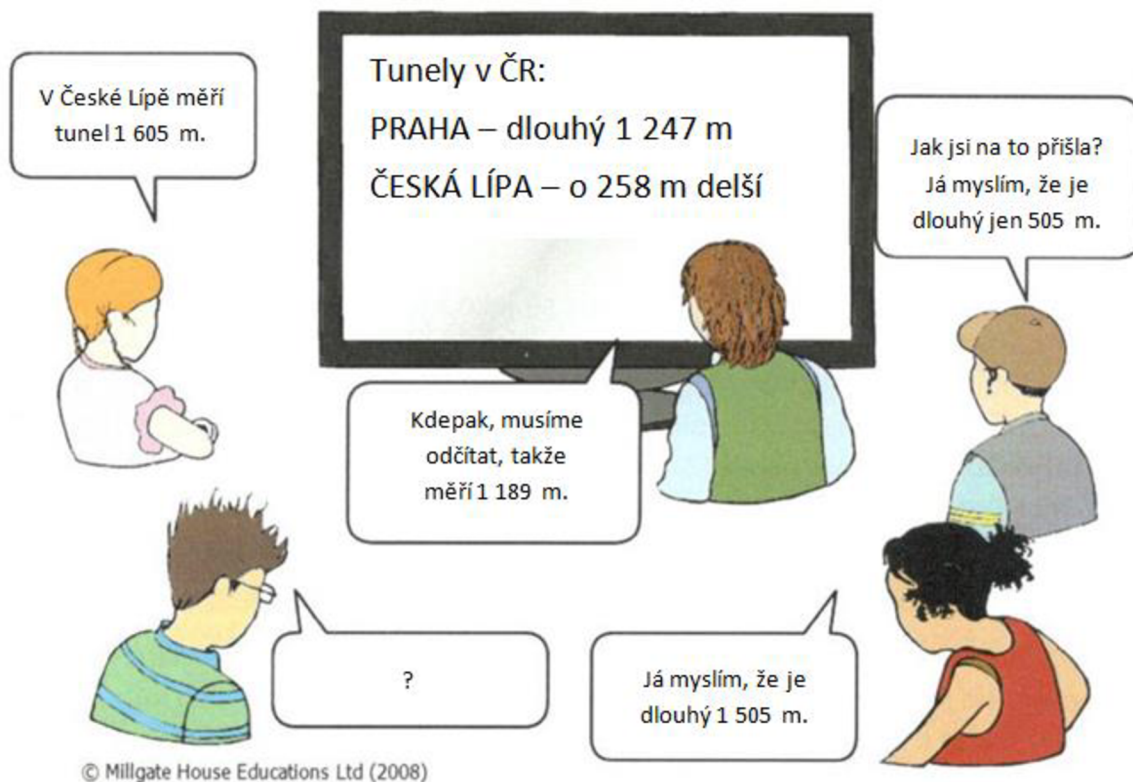 Tunely v ČR:
PRAHA – dlouhý 1 247 m
ČESKÁ LÍPA – o 258 m delší
V České Lípě měří
tunel 1 605 m.
Jak jsi na to přišla?
Já myslím, že je
dlouhý jen 505 m.
Kdepak, musíme
odčítat, takže
měří 1 189 m.
?
Já myslím, že je
dlouhý 1 505 m.
© Millgate House Educations Ltd (2008)